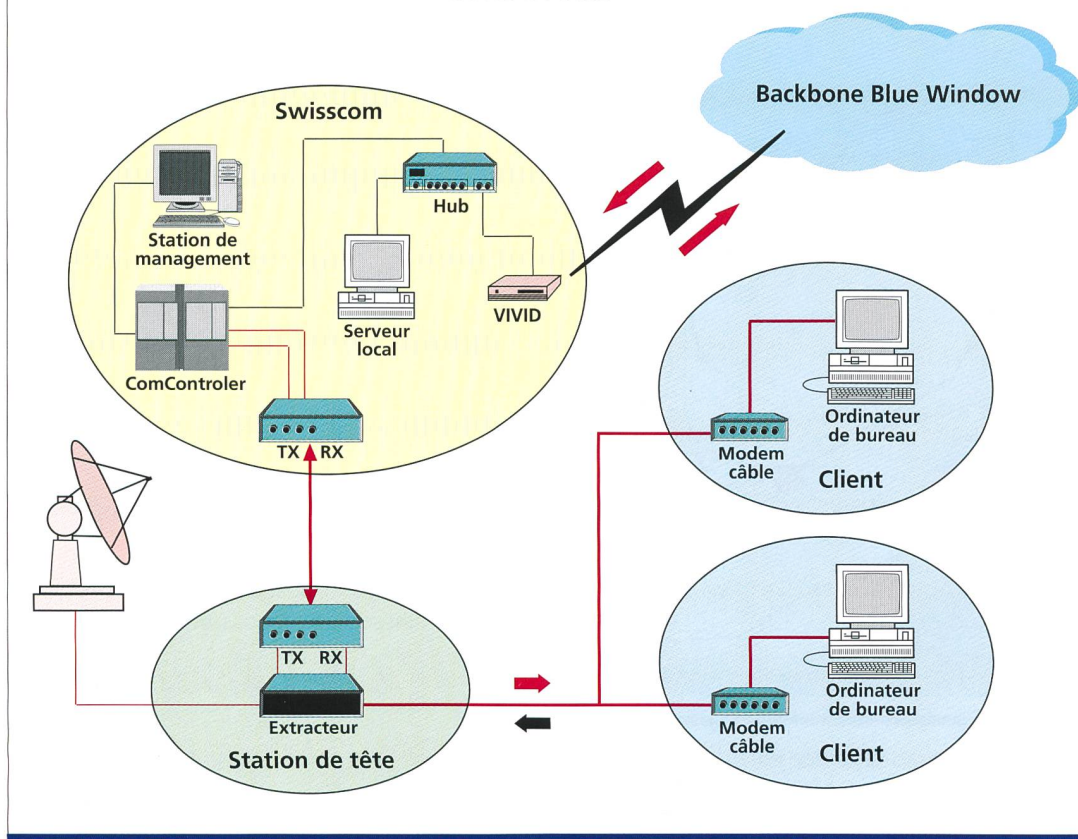 Backbone Blue Window
Swisscom
Hub
Station de
management
VIVID
Serveur
local
ComControler
TX RX
Ordinateur
de bureau
Modem
câble
Client
TX RX
Extracteur
Station de tête
Ordinateur
de bureau
Modem
câble
Client